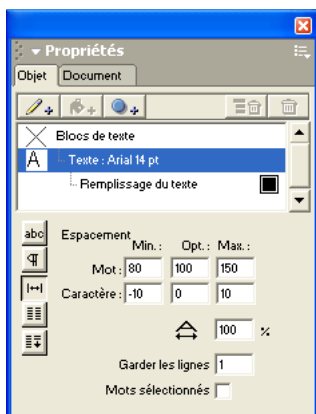 Propriétés
Objet Document
Blocs de texte
A Texte : Arial 14 pt
Remplissage du texte
abc Espacement
Min. : Opt. : Max. :
Mot : 80 100 150
Caractère : -10 0 10
100 %
Garder les lignes 1
Mots sélectionnés